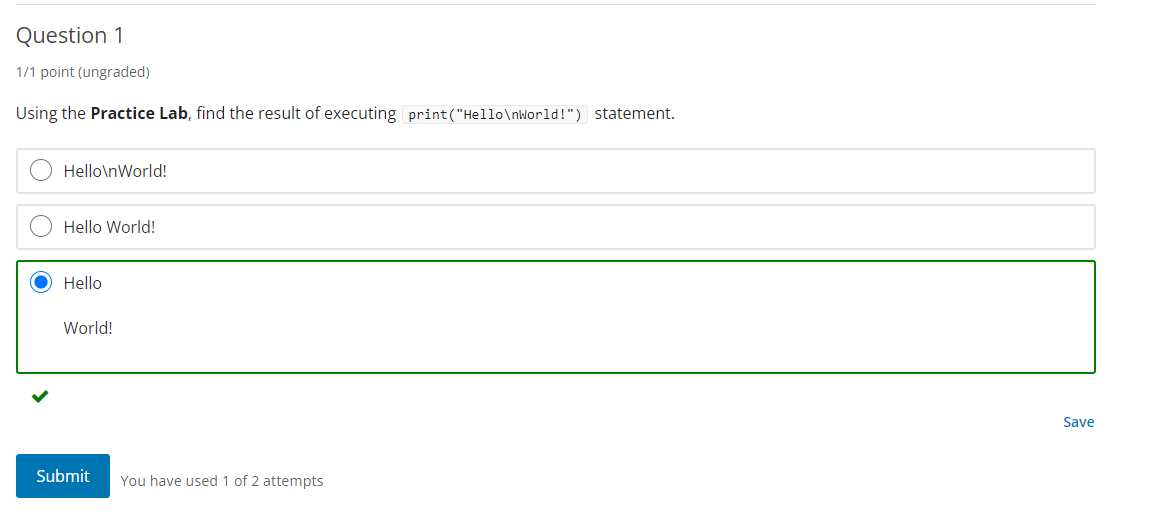 Question 1
1/1 point (ungraded)
Using the Practice Lab, find the result of executing print("Hello\nWorld!") statement.
Hello\nWorld!
Hello World!
Hello
World!
Save
Submit You have used 1 of 2 attempts